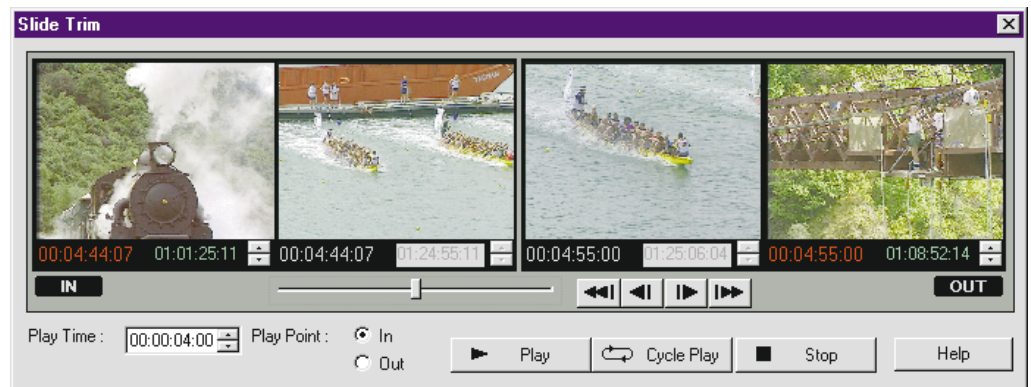 Slide Trim
00:04:44:07 01:01:25:11 00:04:44:07 01:24:55:11 00:04:55:00 01:25:06:04 00:04:55:00 01:08:52:14
IN OUT
Play Time : 00:00:04:00 Play Point : In
Out
Play Cycle Play Stop Help